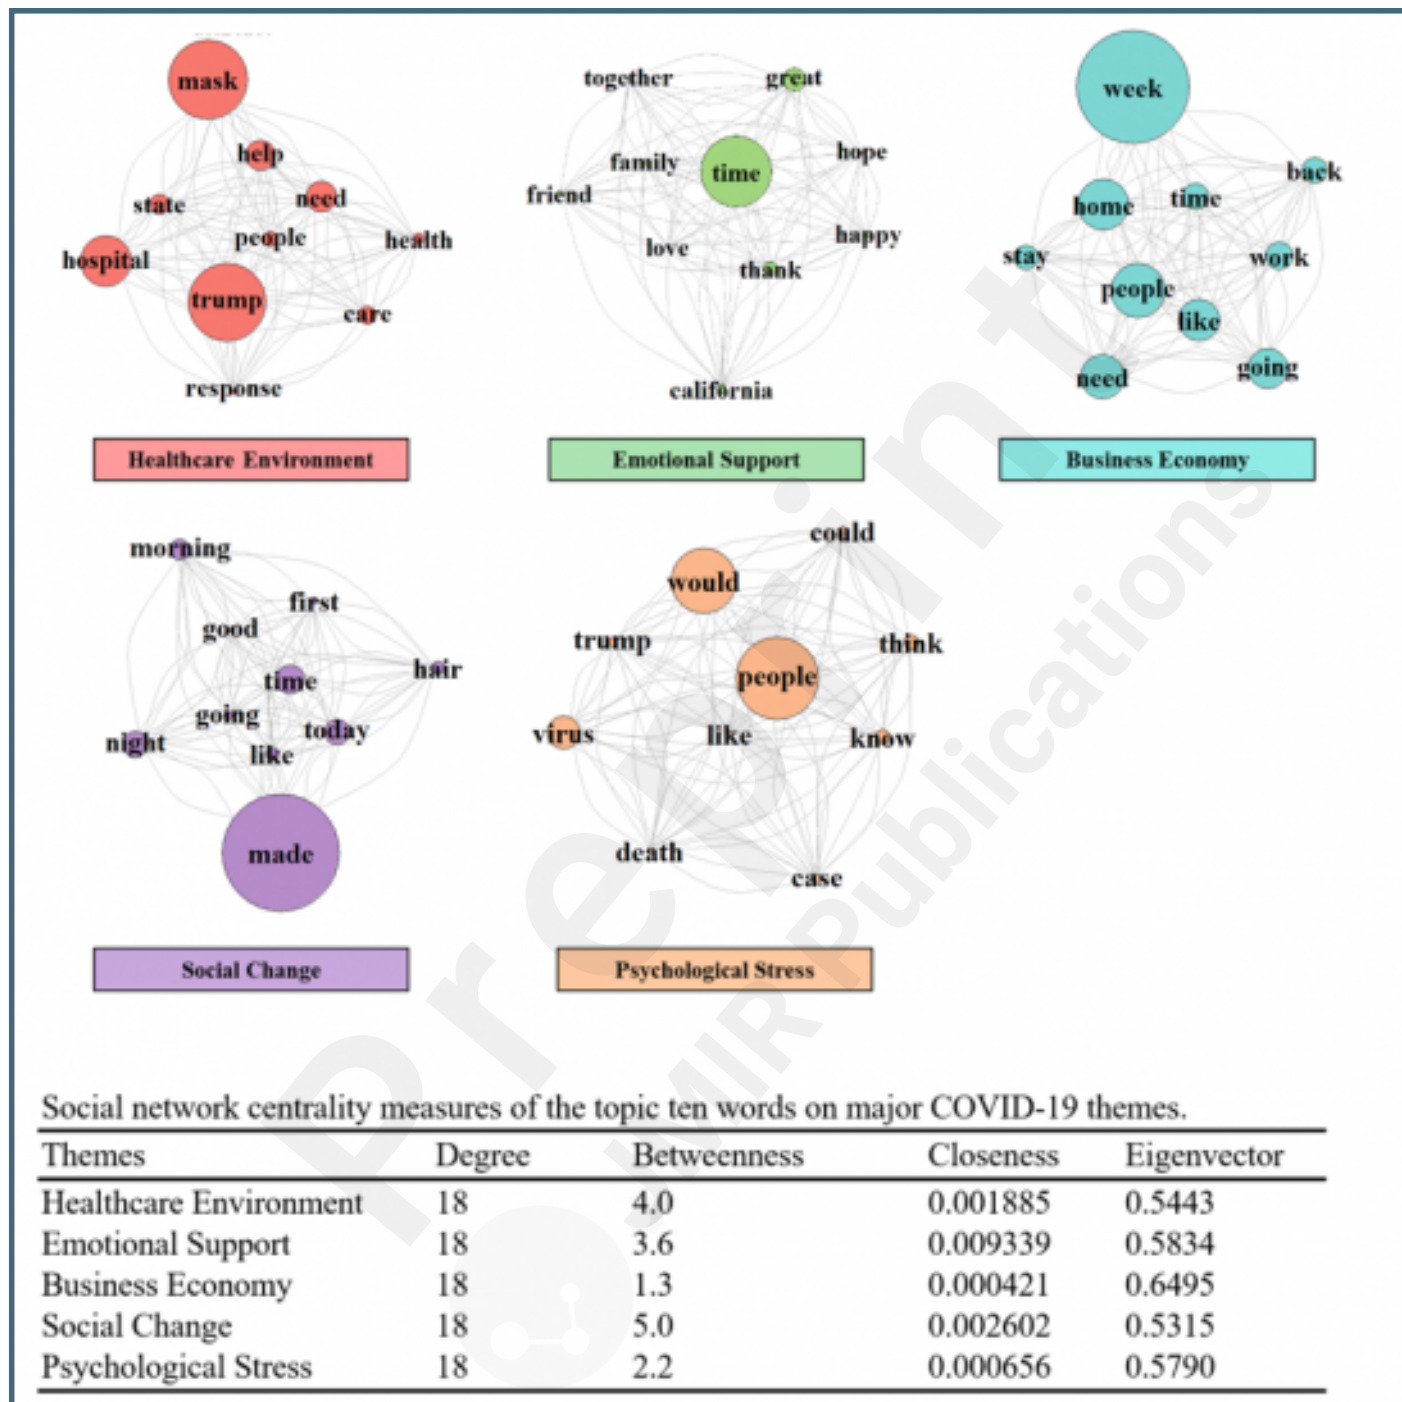 mask
help
need
state
people
health
hospital
trump
care
response
Healthcare Environment
together
great
family
time
hope
friend
love
happy
thank
california
Emotional Support
week
back
home
time
stay
work
people
like
need
going
Business Economy
morning
first
good
hair
time
going
today
night
like
made
Social Change
could
would
trump
think
people
virus
like
know
death
case
Psychological Stress
Preprint
JMIR Publications
Social network centrality measures of the topic ten words on major COVID-19 themes.
Themes Degree Betweenness Closeness Eigenvector
Healthcare Environment 18 4.0 0.001885 0.5443
Emotional Support 18 3.6 0.009339 0.5834
Business Economy 18 1.3 0.000421 0.6495
Social Change 18 5.0 0.002602 0.5315
Psychological Stress 18 2.2 0.000656 0.5790